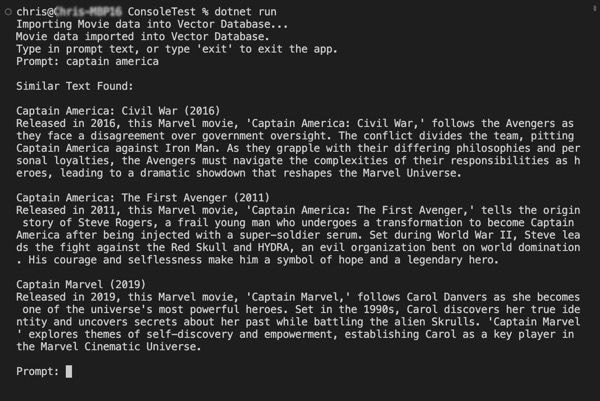 chris@ ConsoleTest % dotnet run
Importing Movie data into Vector Database...
Movie data imported into Vector Database.
Type in prompt text, or type 'exit' to exit the app.
Prompt: captain america
Similar Text Found:
Captain America: Civil War (2016)
Released in 2016, this Marvel movie, 'Captain America: Civil War,' follows the Avengers as
they face a disagreement over government oversight. The conflict divides the team, pitting
Captain America against Iron Man. As they grapple with their differing philosophies and per
sonal loyalties, the Avengers must navigate the complexities of their responsibilities as h
eroes, leading to a dramatic showdown that reshapes the Marvel Universe.
Captain America: The First Avenger (2011)
Released in 2011, this Marvel movie, 'Captain America: The First Avenger,' tells the origin
story of Steve Rogers, a frail young man who undergoes a transformation to become Captain
America after being injected with a super-soldier serum. Set during World War II, Steve lea
ds the fight against the Red Skull and HYDRA, an evil organization bent on world domination
. His courage and selflessness make him a symbol of hope and a legendary hero.
Captain Marvel (2019)
Released in 2019, this Marvel movie, 'Captain Marvel,' follows Carol Danvers as she becomes
one of the universe's most powerful heroes. Set in the 1990s, Carol discovers her true ide
ntity and uncovers secrets about her past while battling the alien Skrulls. 'Captain Marvel
' explores themes of self-discovery and empowerment, establishing Carol as a key player in
the Marvel Cinematic Universe.
Prompt: